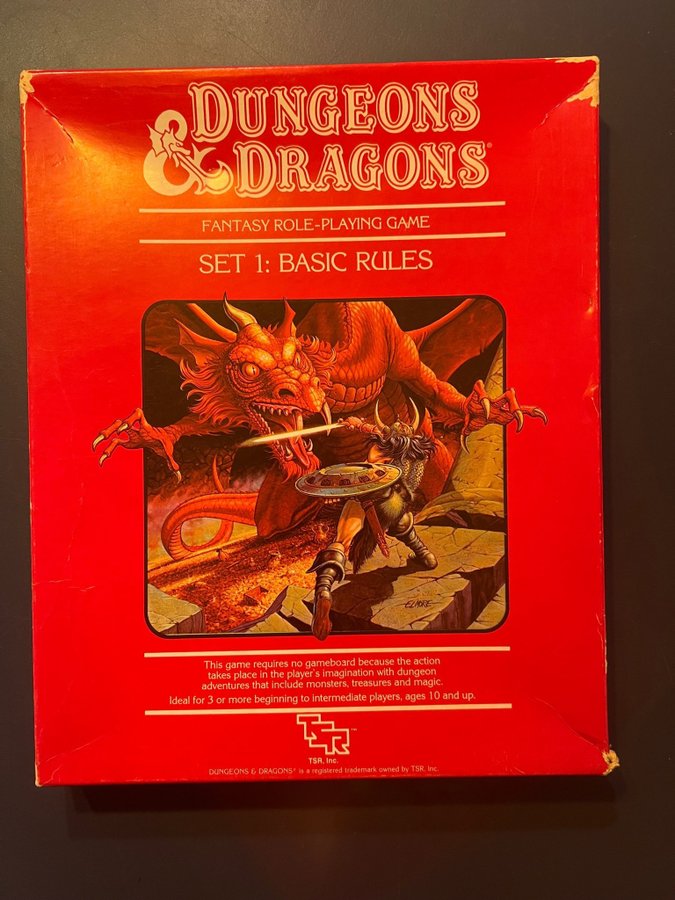 DUNGEONS
& DRAGONS®
FANTASY ROLE-PLAYING GAME
SET 1: BASIC RULES
ELMORE
This game requires no gameboard because the action
takes place in the player's imagination with dungeon
adventures that include monsters, treasures and magic.
Ideal for 3 or more beginning to intermediate players, ages 10 and up.
TSR™
TSR, Inc.
DUNGEONS & DRAGONS® is a registered trademark owned by TSR, Inc.